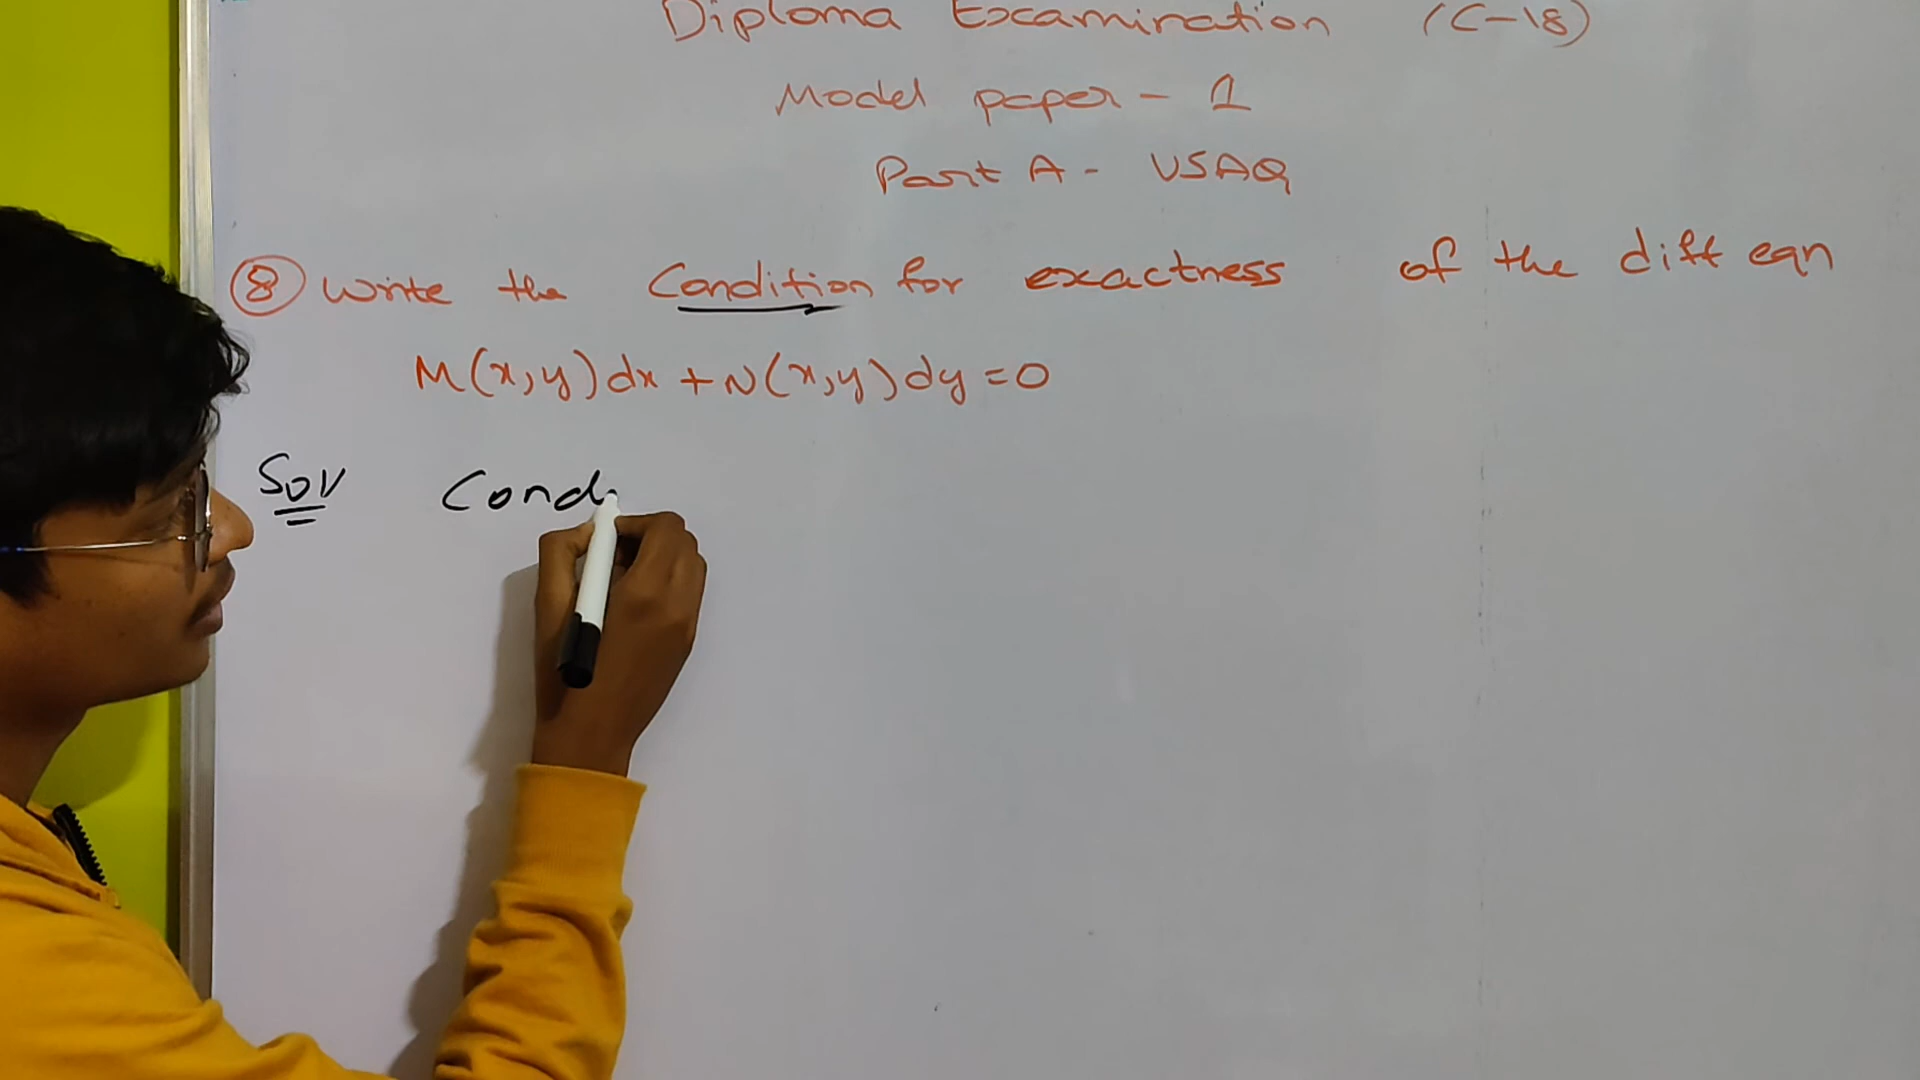 Diploma Examination (C-18)
Model paper - 1
Part A - VSAQ
8 Write the Condition for exactness of the diff eqn
M(x,y)dx + N(x,y)dy = 0
Sol Cond